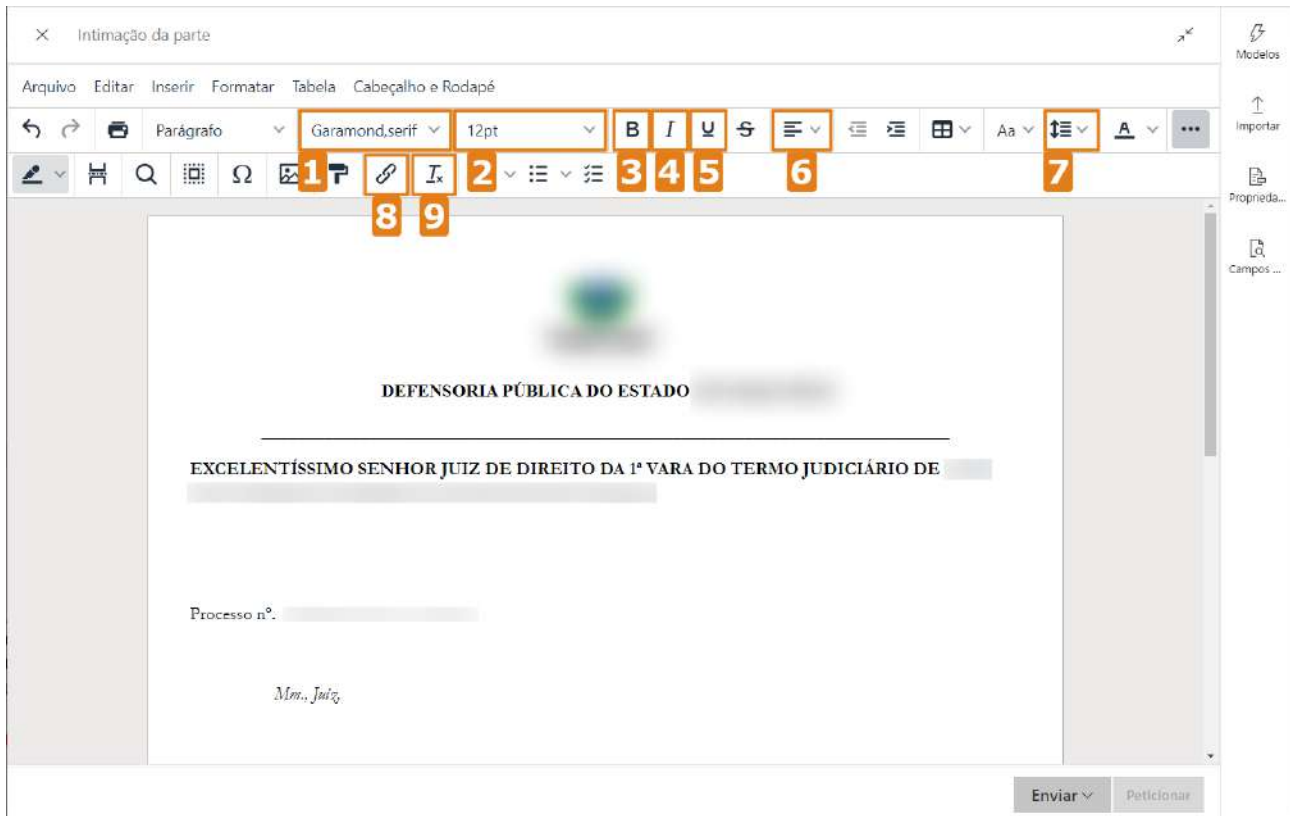 Intimação da parte
Modelos
Arquivo Editar Inserir Formatar Tabela Cabeçalho e Rodapé
Importar
Parágrafo Garamond,serif 12pt B I U S Aa A
1 2 3 4 5 6 7
Ω
8 9
Proprieda...
Campos ...
DEFENSORIA PÚBLICA DO ESTADO
EXCELENTÍSSIMO SENHOR JUIZ DE DIREITO DA 1ª VARA DO TERMO JUDICIÁRIO DE
Processo nº.
Mm., Juiz,
Enviar Peticionar